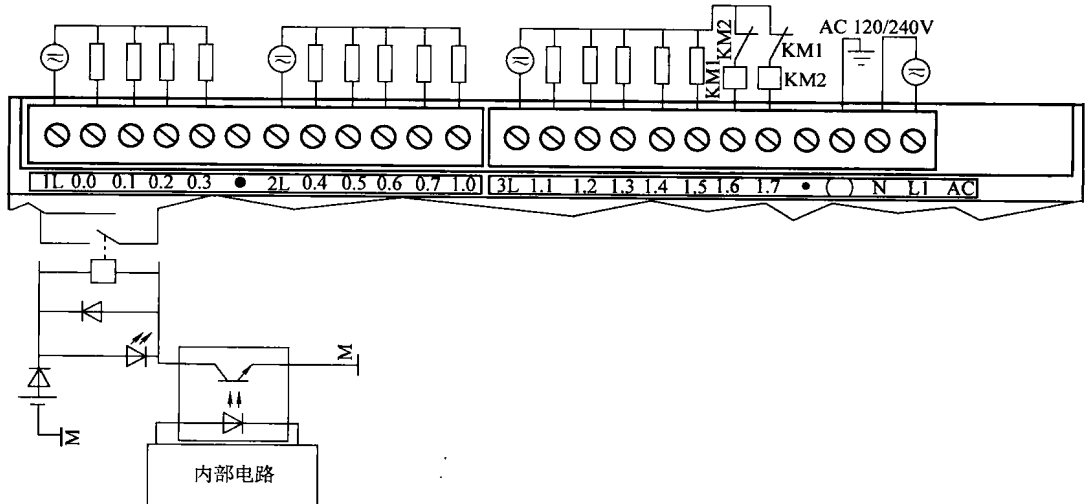 AC 120/240V
KM2
KM1
KM1
KM2
1L 0.0 0.1 0.2 0.3 ● 2L 0.4 0.5 0.6 0.7 1.0
3L 1.1 1.2 1.3 1.4 1.5 1.6 1.7 • N L1 AC
M
M
内部电路